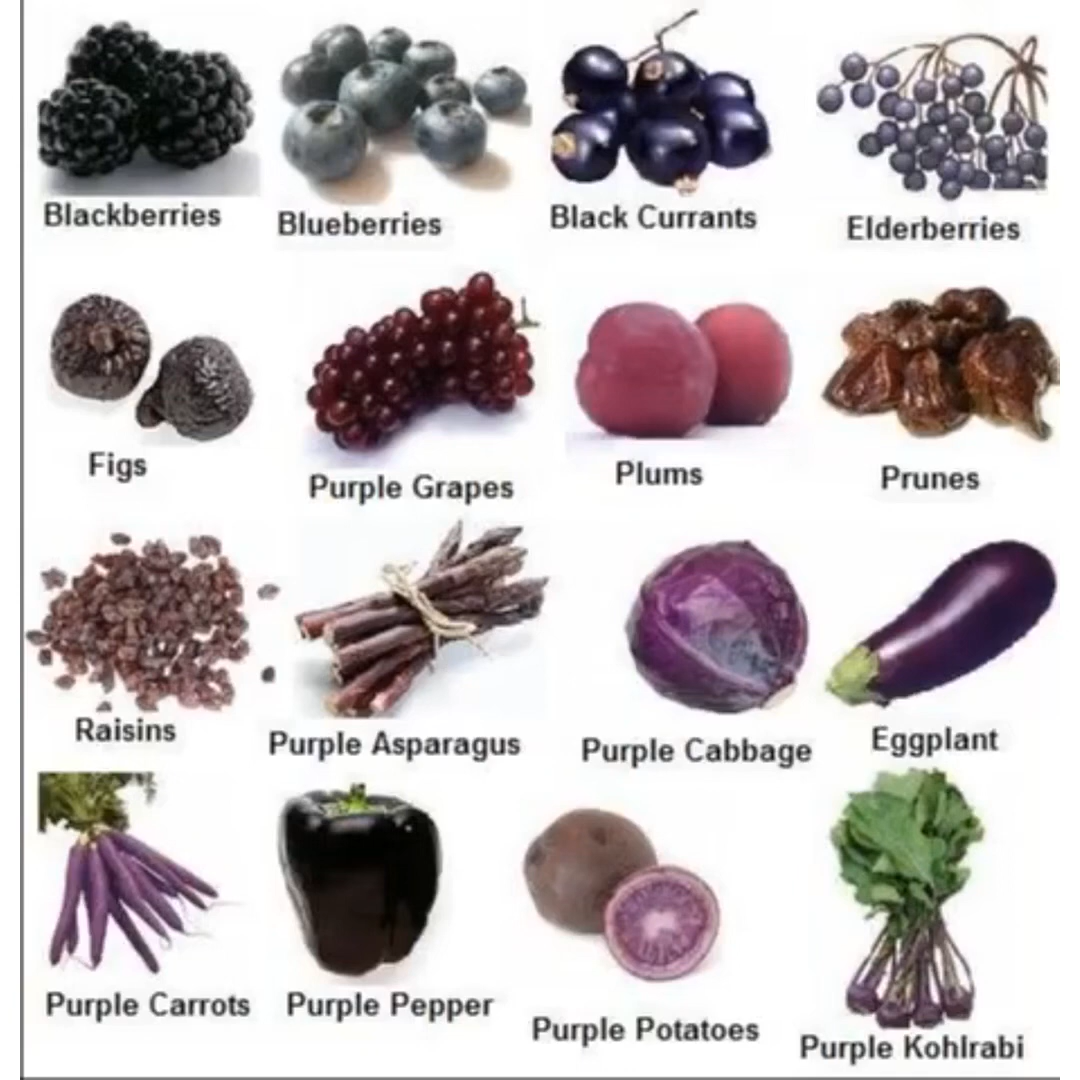 Blackberries
Blueberries
Black Currants
Elderberries
Figs
Purple Grapes
Plums
Prunes
Raisins
Purple Asparagus
Purple Cabbage
Eggplant
Purple Carrots
Purple Pepper
Purple Potatoes
Purple Kohlrabi